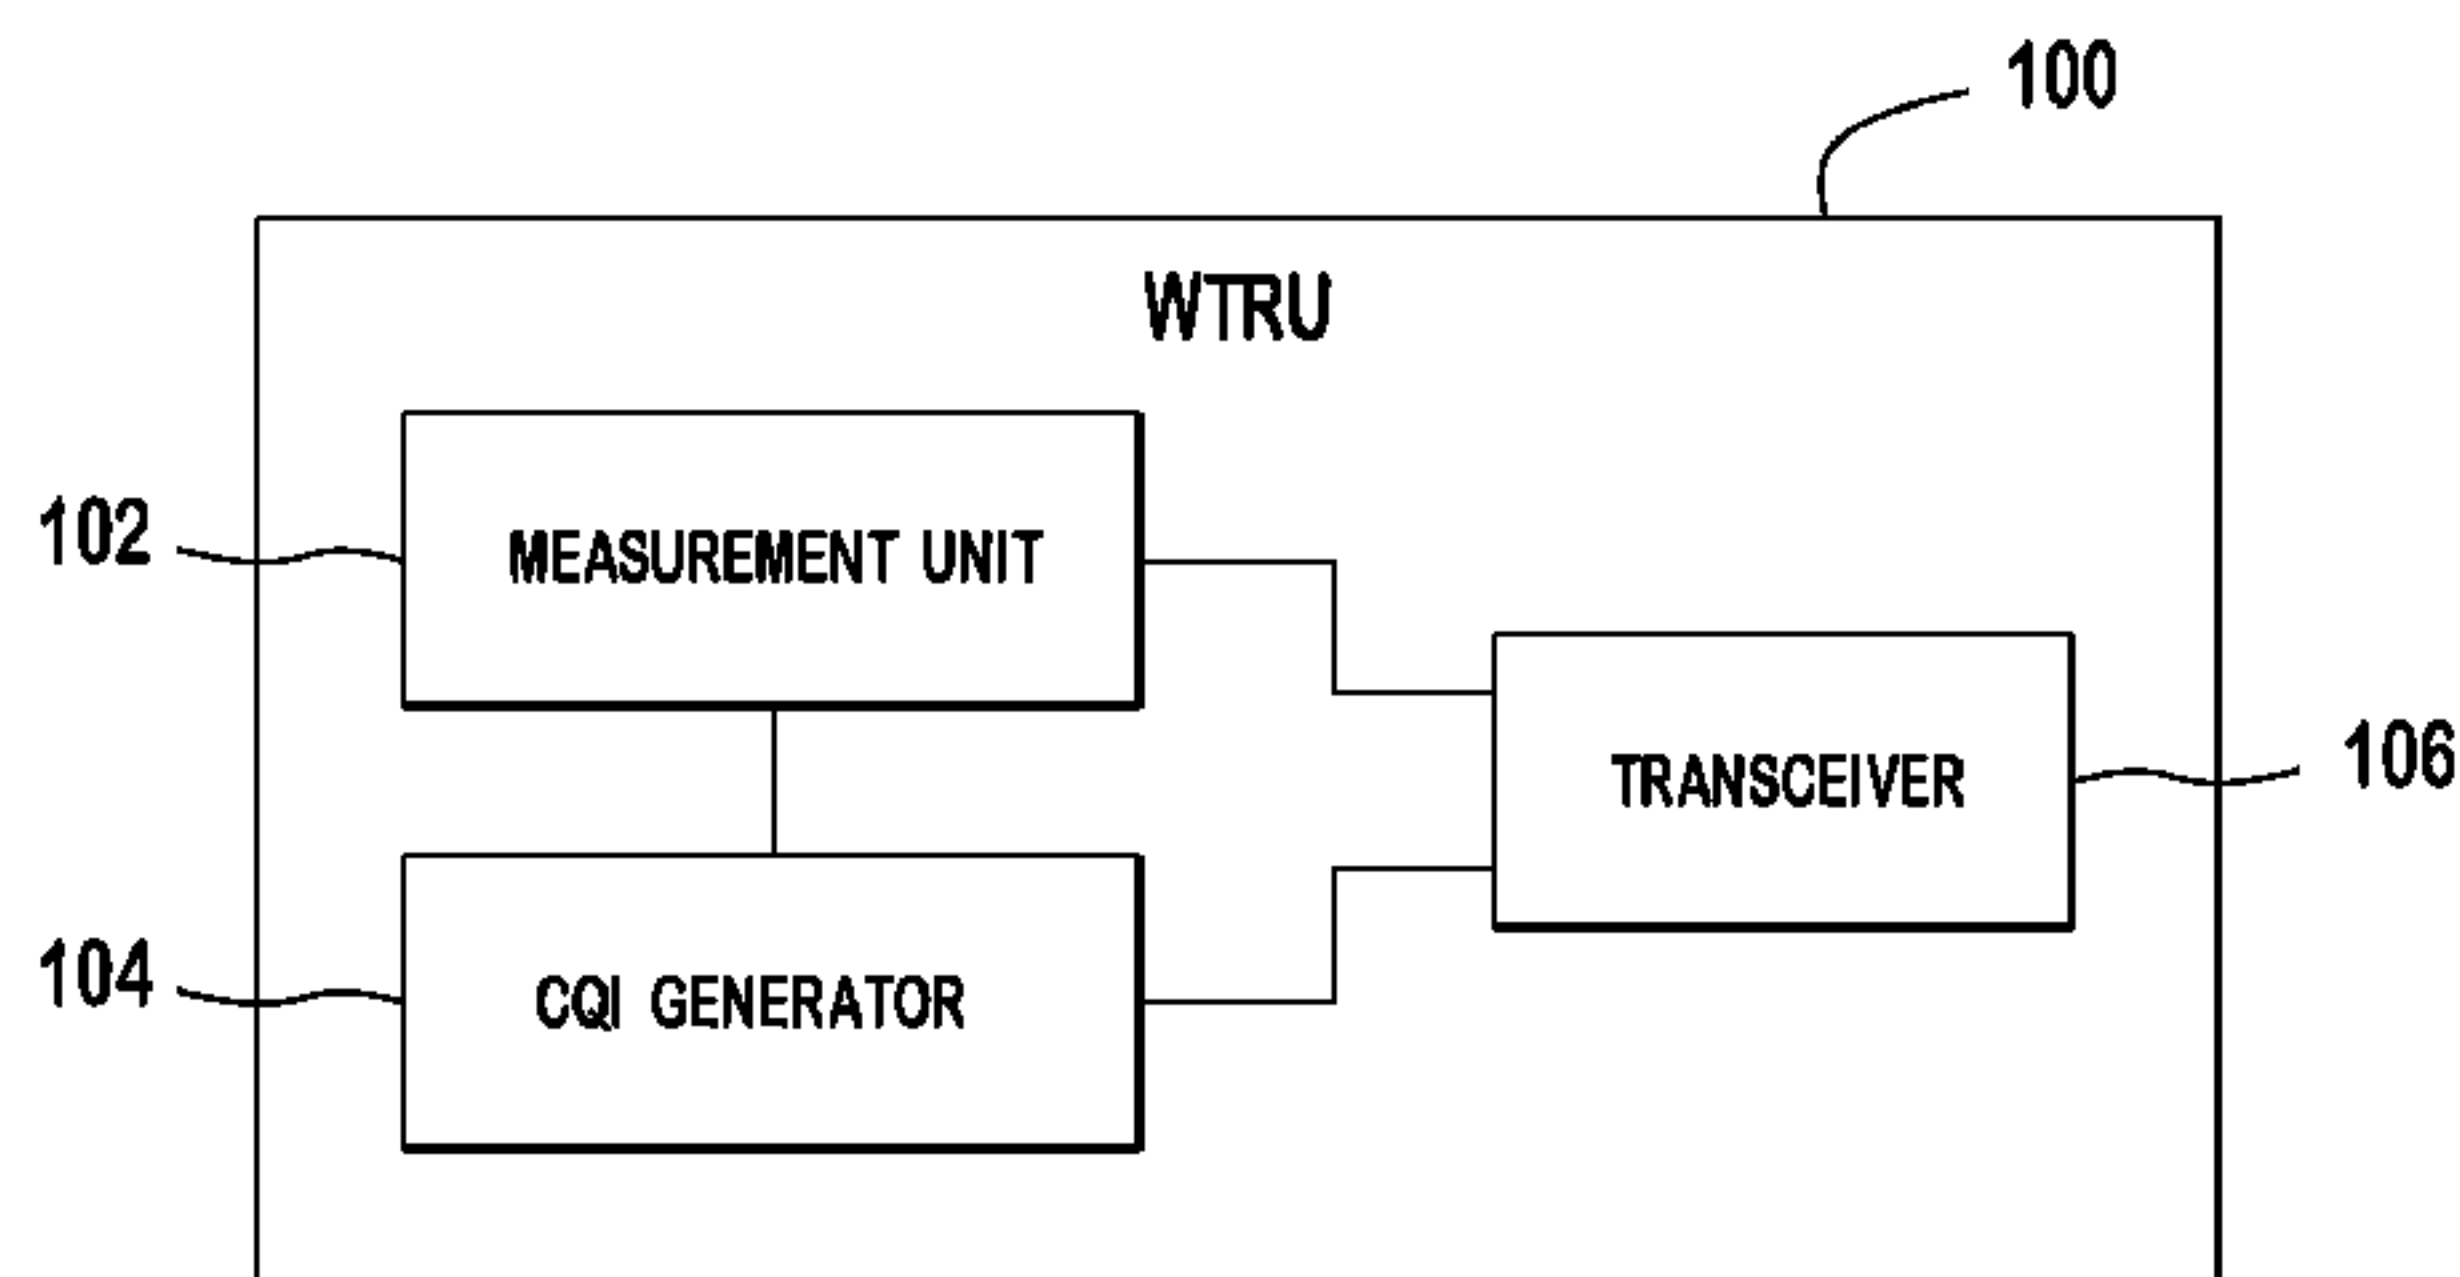 100
WTRU
102
MEASUREMENT UNIT
TRANSCEIVER
106
104
CQI GENERATOR